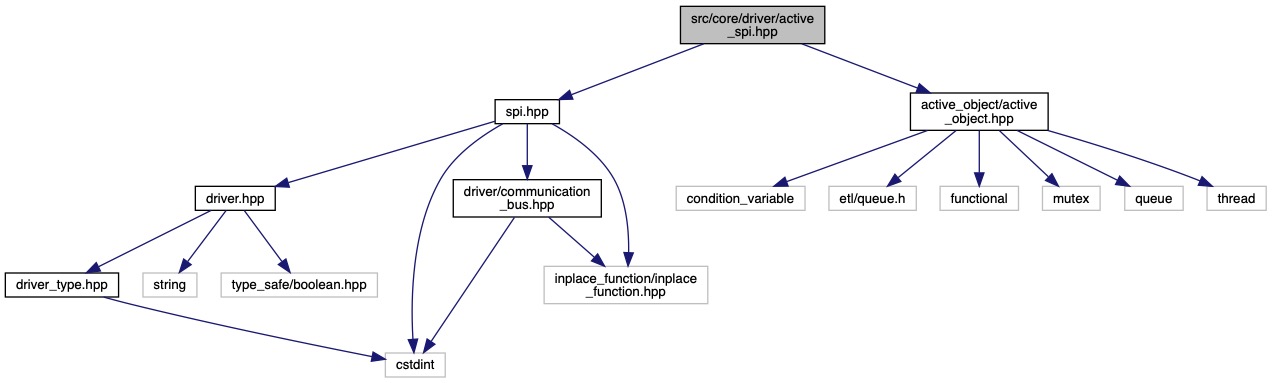 src/core/driver/active
_spi.hpp
spi.hpp
active_object/active
_object.hpp
driver.hpp
driver/communication
_bus.hpp
condition_variable
etl/queue.h
functional
mutex
queue
thread
driver_type.hpp
string
type_safe/boolean.hpp
inplace_function/inplace
_function.hpp
cstdint